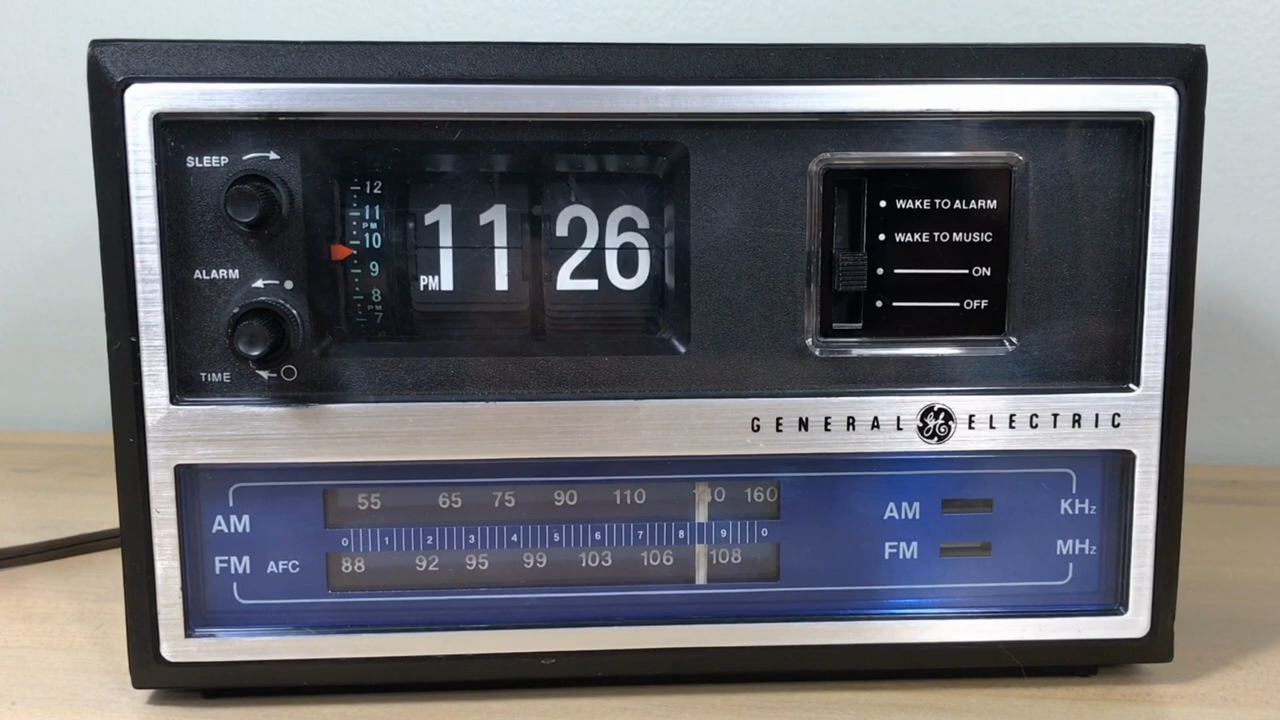 SLEEP
ALARM
TIME
12
11
PM
10
9
8
PM
7
PM 11 26
WAKE TO ALARM
WAKE TO MUSIC
ON
OFF
GENERAL GE ELECTRIC
AM 55 65 75 90 110 140 160 AM KHz
0 1 2 3 4 5 6 7 8 9 0
FM AFC 88 92 95 99 103 106 108 FM MHz